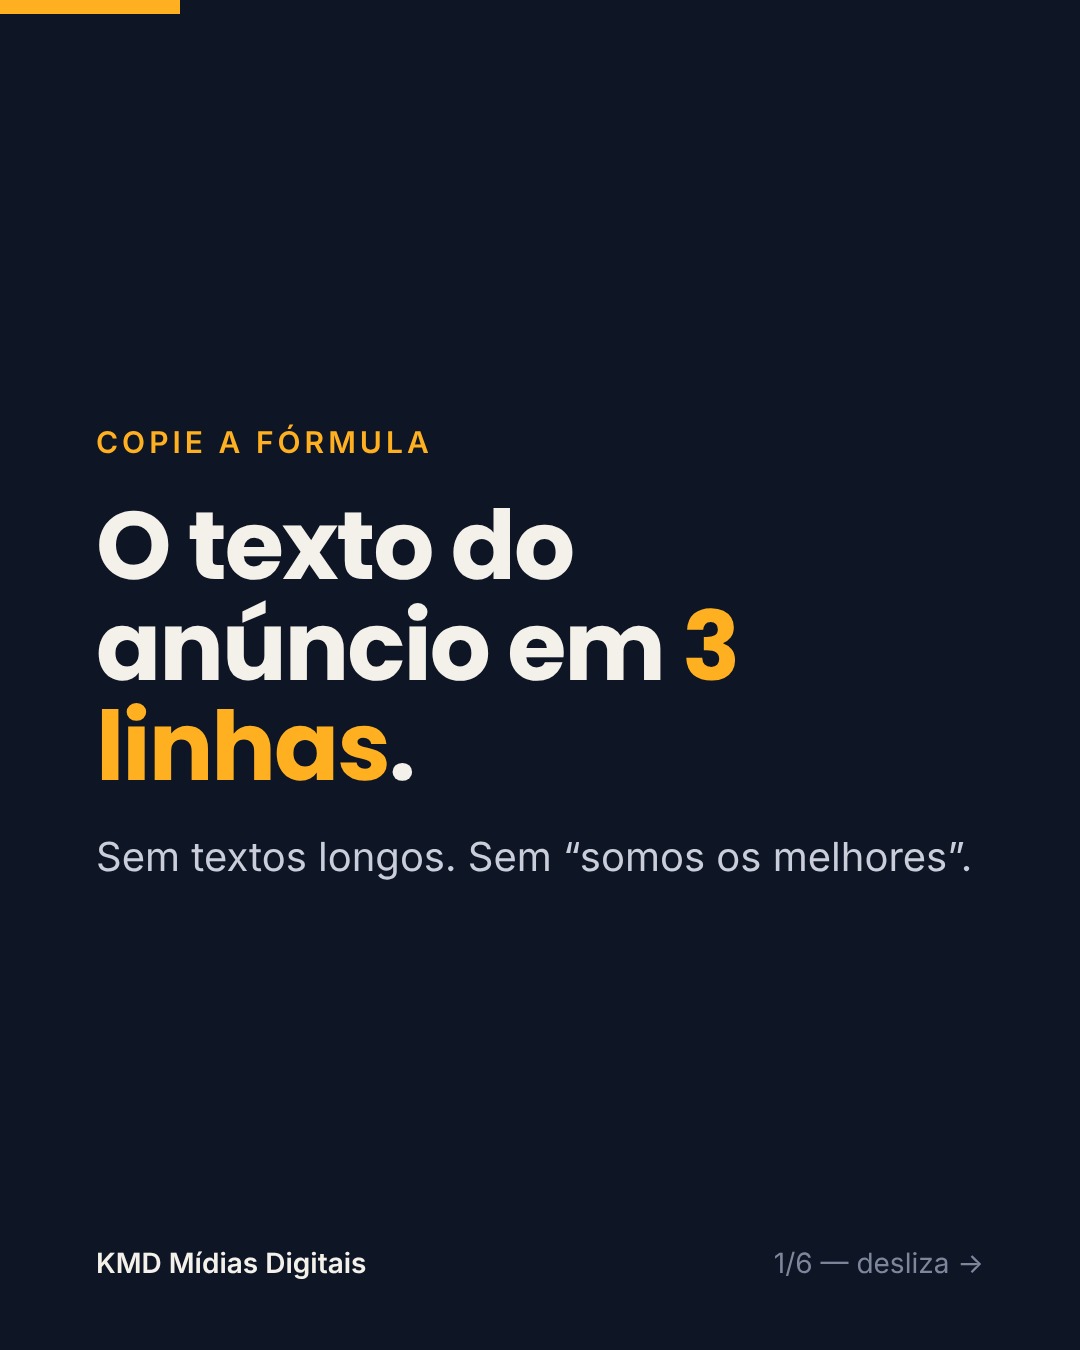 COPIE A FÓRMULA
O texto do
anúncio em 3
linhas.
Sem textos longos. Sem “somos os melhores”.
KMD Mídias Digitais
1/6 — desliza →